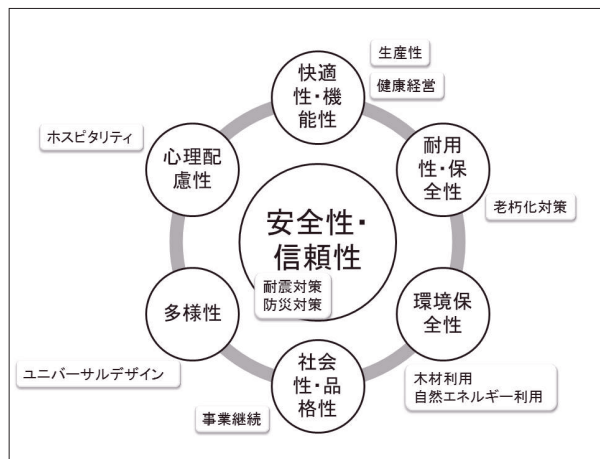 生産性
快適
性・機
能性
健康経営
ホスピタリティ
心理配
慮性
耐用
性・保
全性
老朽化対策
安全性・
信頼性
耐震対策
防災対策
多様性
環境保
全性
ユニバーサルデザイン
社会
性・品
格性
木材利用
自然エネルギー利用
事業継続